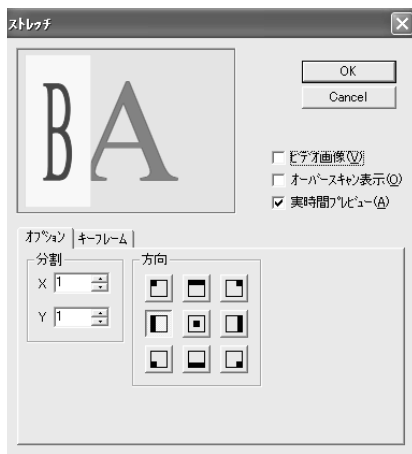 ストレッチ
B A
OK
Cancel
ビデオ画像(V)
オーバースキャン表示(O)
実時間プレビュー(A)
オプション キーフレーム
分割
X 1
Y 1
方向